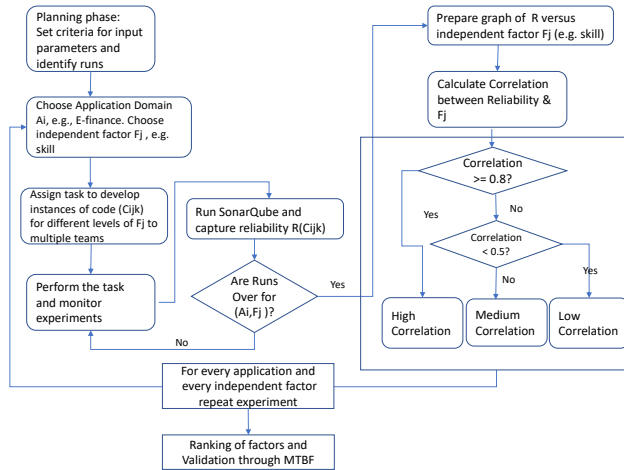 Planning phase:
Set criteria for input
parameters and
identify runs
Choose Application Domain
Ai, e.g., E-finance. Choose
independent factor Fj , e.g.
skill
Assign task to develop
instances of code (Cijk)
for different levels of Fj to
multiple teams
Perform the task
and monitor
experiments
Run SonarQube and
capture reliability R(Cijk)
Are Runs
Over for
(Ai,Fj )?
Yes
No
Prepare graph of R versus
independent factor Fj (e.g. skill)
Calculate Correlation
between Reliability &
Fj
Correlation
>= 0.8?
Yes
No
Correlation
< 0.5?
No
Yes
High
Correlation
Medium
Correlation
Low
Correlation
For every application and
every independent factor
repeat experiment
Ranking of factors and
Validation through MTBF